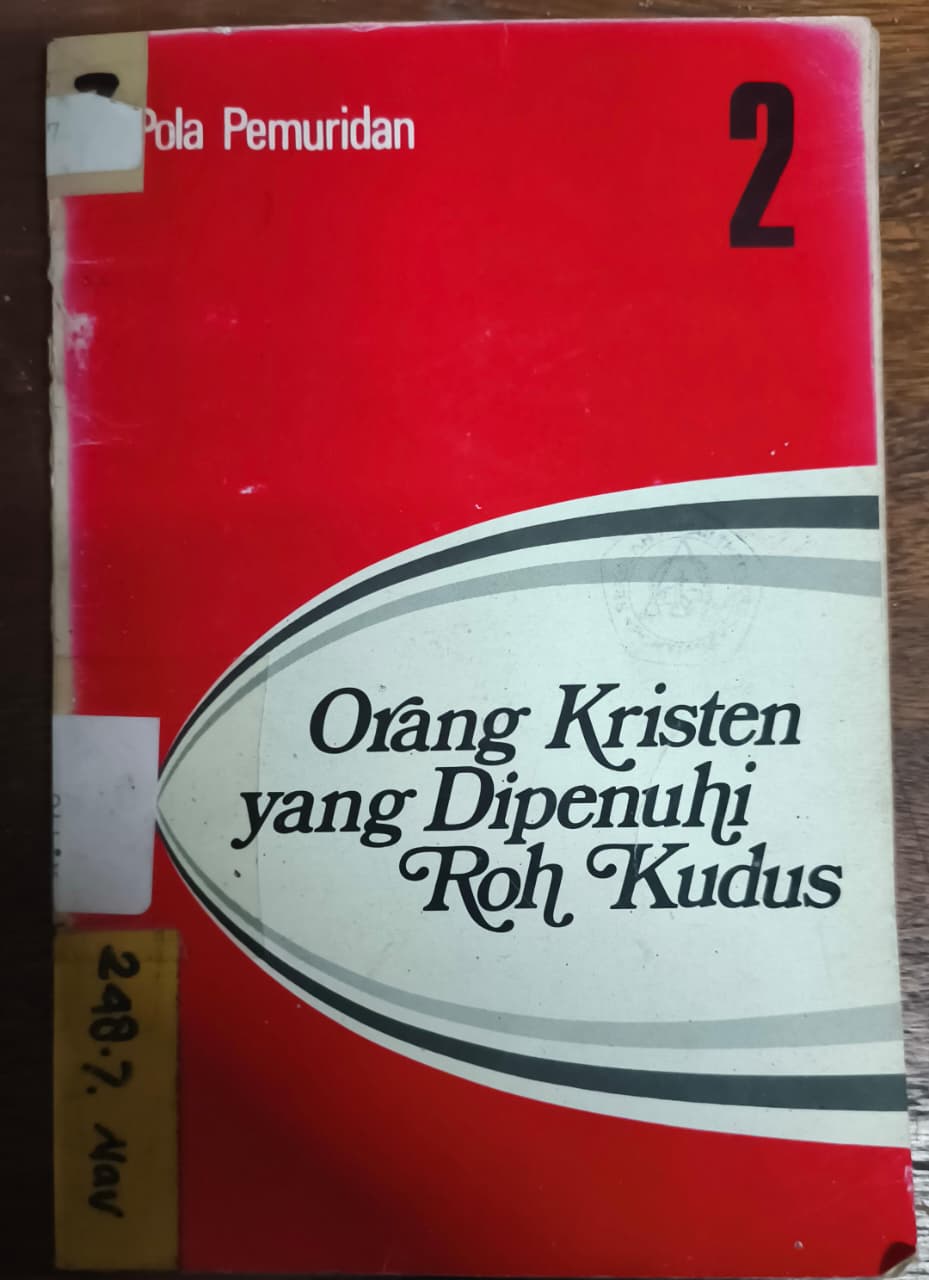 Pola Pemuridan
2
Orang Kristen
yang Dipenuhi
Roh Kudus
248.7. Nav